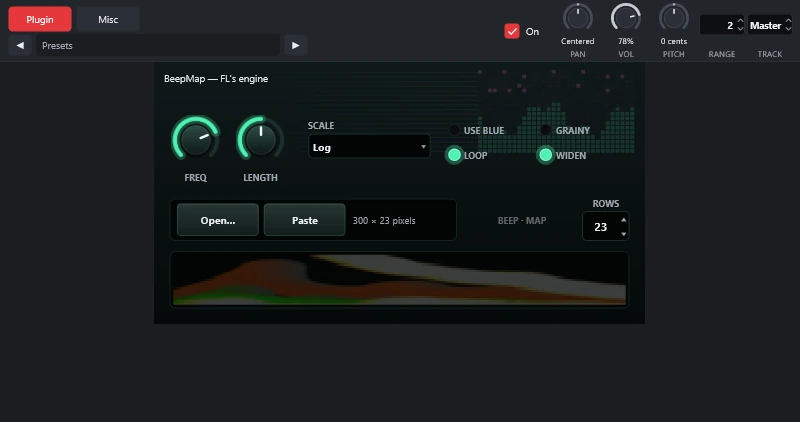 Plugin
Misc
Presets
On
Centered
PAN
78%
VOL
0 cents
PITCH
2
RANGE
Master
TRACK
BeepMap — FL's engine
FREQ
LENGTH
SCALE
Log
USE BLUE
GRAINY
LOOP
WIDEN
Open...
Paste
300 × 23 pixels
BEEP · MAP
ROWS
23